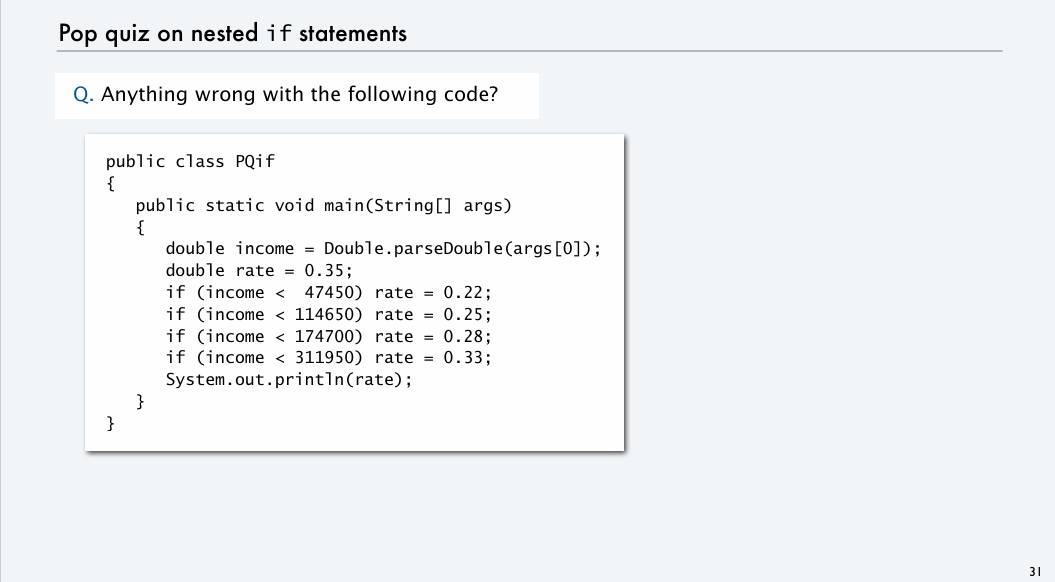 Pop quiz on nested if statements
Q. Anything wrong with the following code?
public class PQif
{
   public static void main(String[] args)
   {
      double income = Double.parseDouble(args[0]);
      double rate = 0.35;
      if (income <  47450) rate = 0.22;
      if (income < 114650) rate = 0.25;
      if (income < 174700) rate = 0.28;
      if (income < 311950) rate = 0.33;
      System.out.println(rate);
   }
}
31